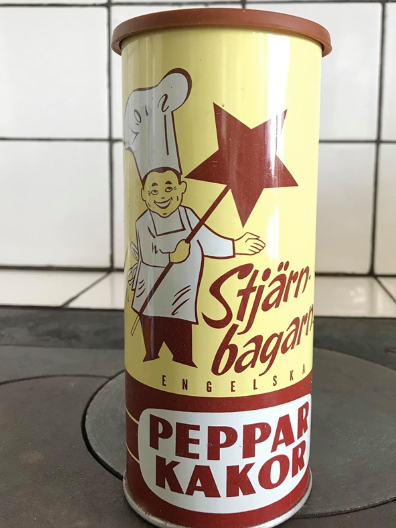 Stjärn-
bagarn
ENGELSKA
PEPPAR
KAKOR